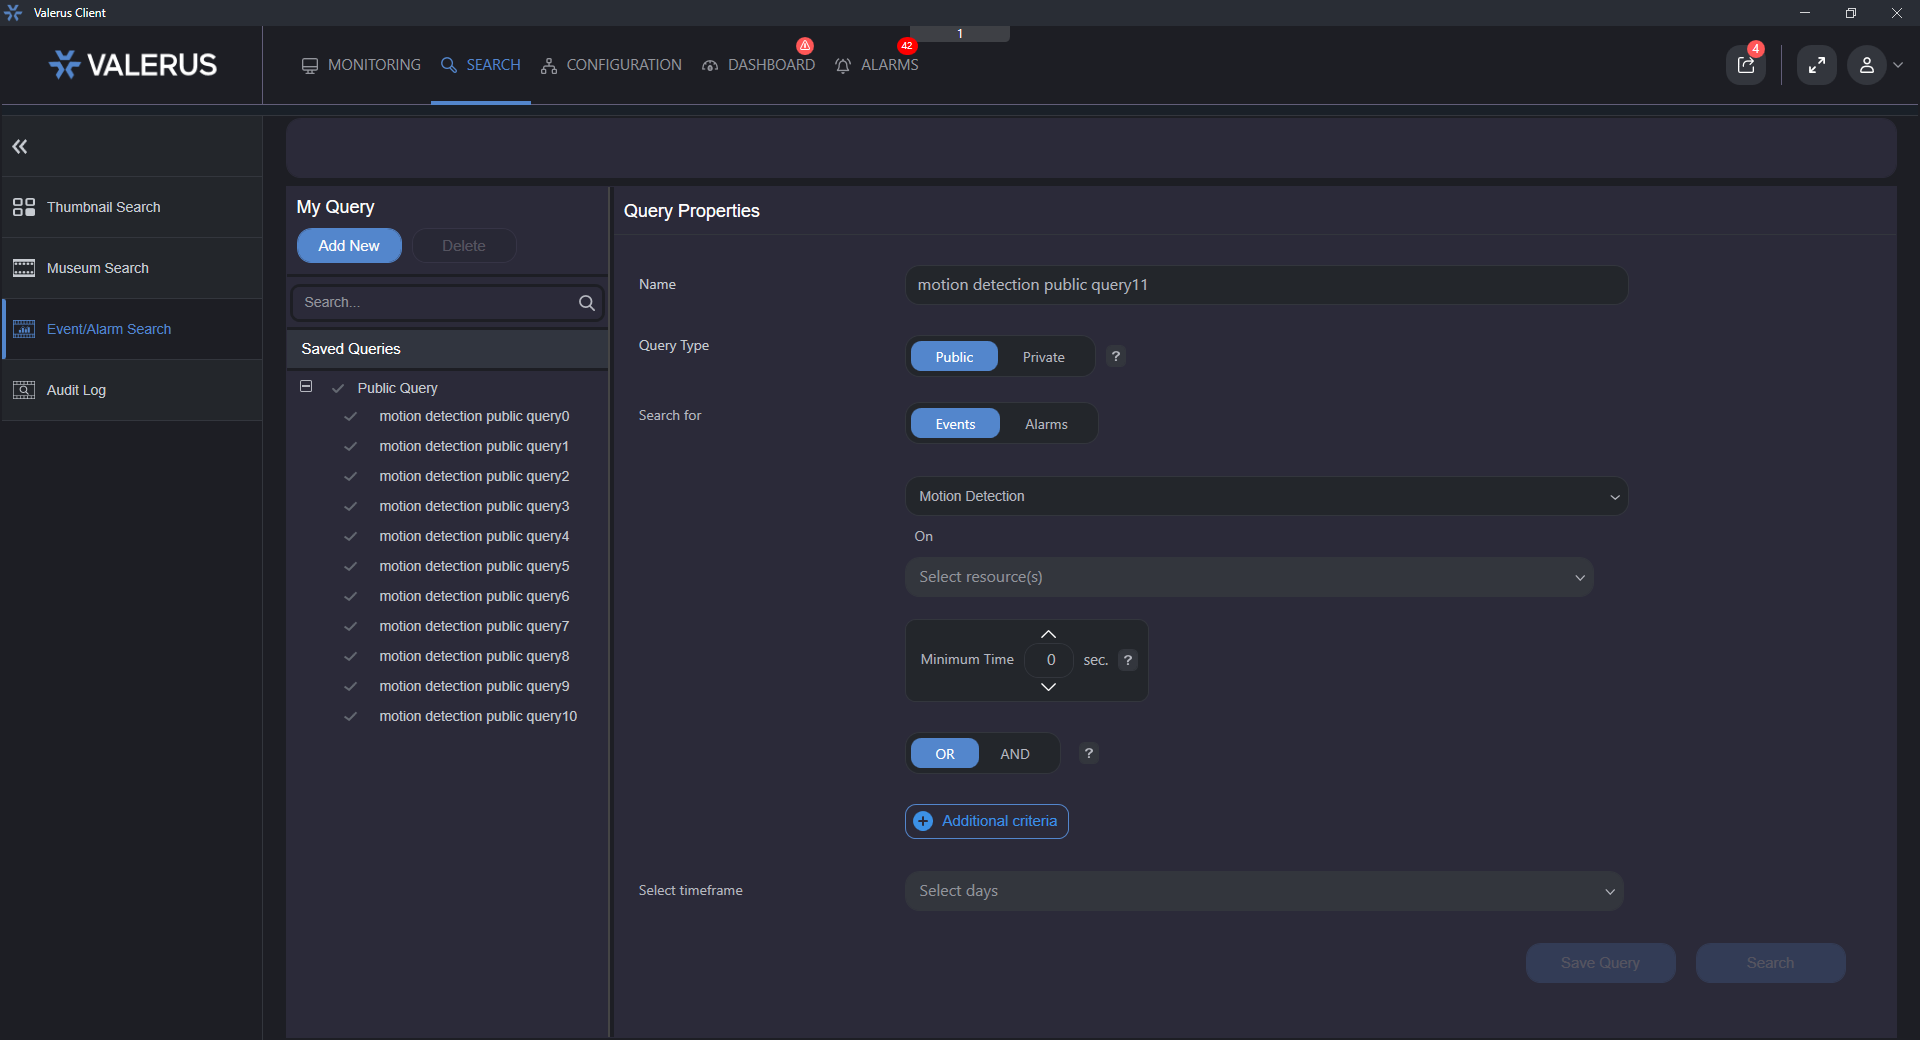 Valerus Client
1
VALERUS
MONITORING
SEARCH
CONFIGURATION
DASHBOARD
42
ALARMS
4
Thumbnail Search
Museum Search
Event/Alarm Search
Audit Log
My Query
Add New
Delete
Search...
Saved Queries
Public Query
motion detection public query0
motion detection public query1
motion detection public query2
motion detection public query3
motion detection public query4
motion detection public query5
motion detection public query6
motion detection public query7
motion detection public query8
motion detection public query9
motion detection public query10
Query Properties
Name
motion detection public query11
Query Type
Public
Private
?
Search for
Events
Alarms
Motion Detection
On
Select resource(s)
Minimum Time
0
sec.
?
OR
AND
?
Additional criteria
Select timeframe
Select days
Save Query
Search